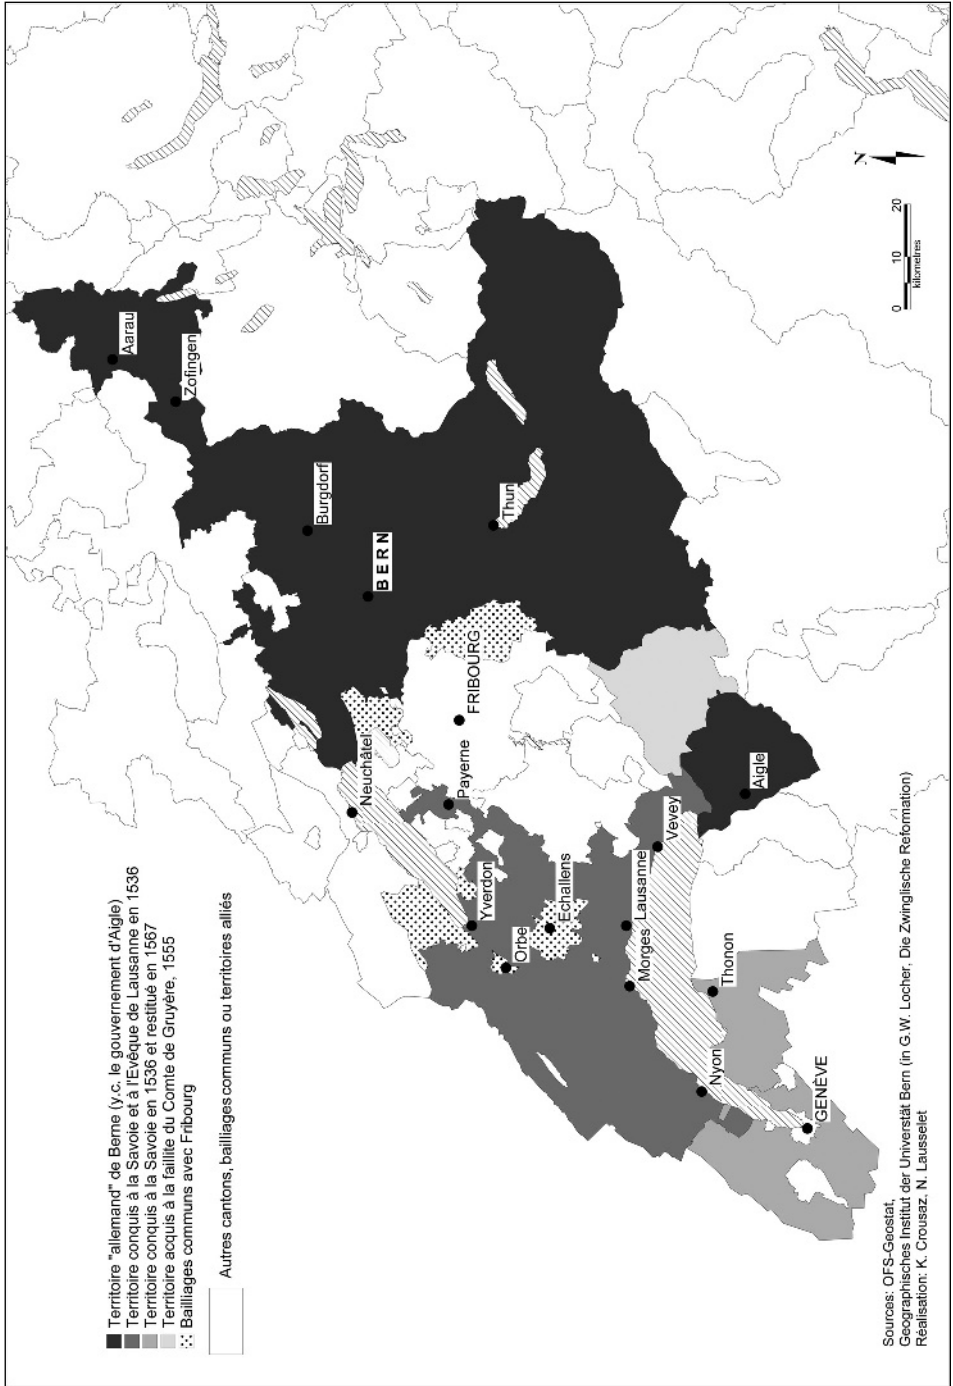 Territoire "allemand" de Berne (y.c. le gouvernement d'Aigle)
Territoire conquis à la Savoie et à l'Evêque de Lausanne en 1536
Territoire conquis à la Savoie en 1536 et restitué en 1567
Territoire acquis à la faillite du Comte de Gruyère, 1555
Bailliages communs avec Fribourg
Autres cantons, bailliages communs ou territoires alliés
Aarau
Zofingen
Burgdorf
BERN
Thun
Neuchâtel
FRIBOURG
Payerne
Yverdon
Echallens
Orbe
Lausanne
Vevey
Morges
Aigle
Nyon
Thonon
GENÈVE
N
0 10 20
kilometres
Sources: OFS-Geostat,
Geographisches Institut der Universtät Bern (in G.W. Locher, Die Zwinglische Reformation)
Réalisation: K. Crousaz, N. Lausselet